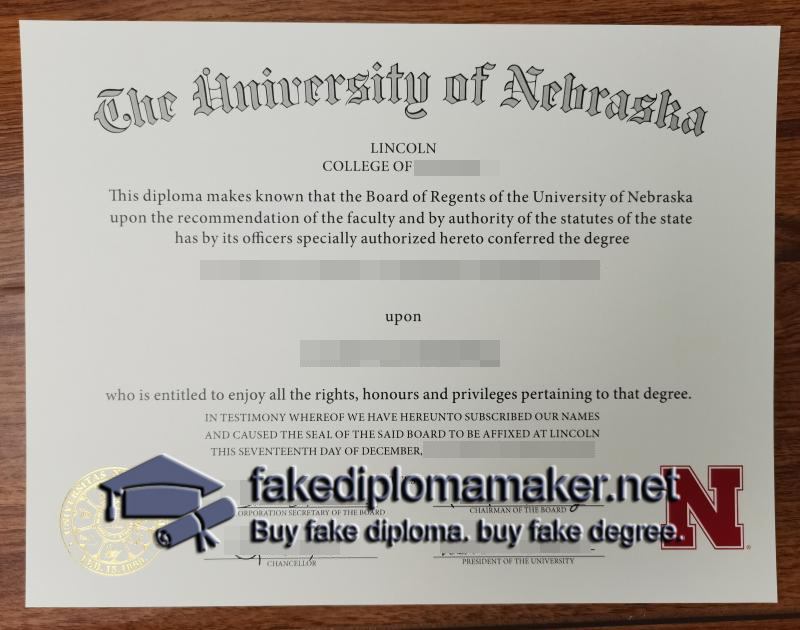 The University of Nebraska
LINCOLN
COLLEGE OF
This diploma makes known that the Board of Regents of the University of Nebraska
upon the recommendation of the faculty and by authority of the statutes of the state
has by its officers specially authorized hereto conferred the degree
upon
who is entitled to enjoy all the rights, honours and privileges pertaining to that degree.
IN TESTIMONY WHEREOF WE HAVE HEREUNTO SUBSCRIBED OUR NAMES
AND CAUSED THE SEAL OF THE SAID BOARD TO BE AFFIXED AT LINCOLN
THIS SEVENTEENTH DAY OF DECEMBER,
fakediplomamaker.net
ORPORATION SECRETARY OF THE BOARD
CHAIRMAN OF THE BOARD
Buy fake diploma. buy fake degree.
N
UNIVERSITAS
FEB. 15. 1869
CHANCELLOR
PRESIDENT OF THE UNIVERSITY